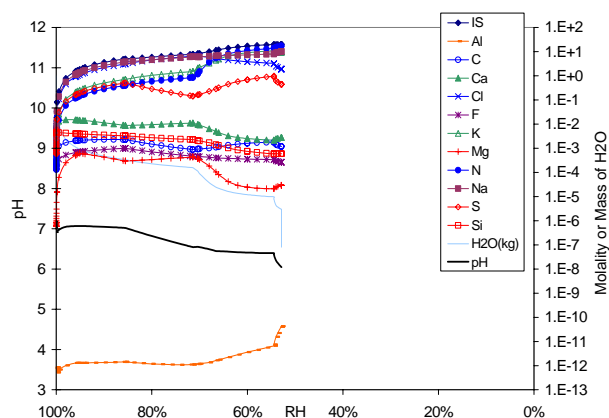 12
11
10
9
8
7
6
5
4
3
pH
100%
80%
60%
RH
40%
20%
0%
1.E+2
1.E+1
1.E+0
1.E-1
1.E-2
1.E-3
1.E-4
1.E-5
1.E-6
1.E-7
1.E-8
1.E-9
1.E-10
1.E-11
1.E-12
1.E-13
Molality or Mass of H2O
IS
Al
C
Ca
Cl
F
K
Mg
N
Na
S
Si
H2O(kg)
pH